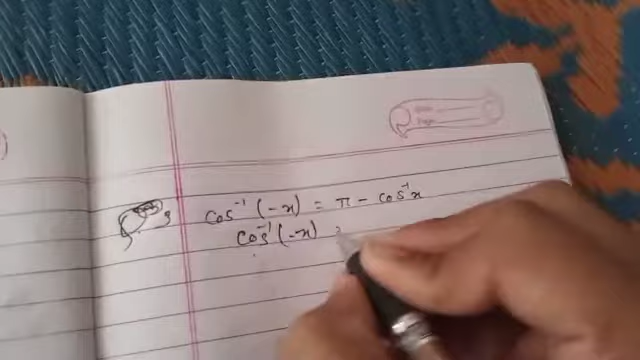 cos⁻¹(-x) = π - cos⁻¹x
cos⁻¹(-x) =